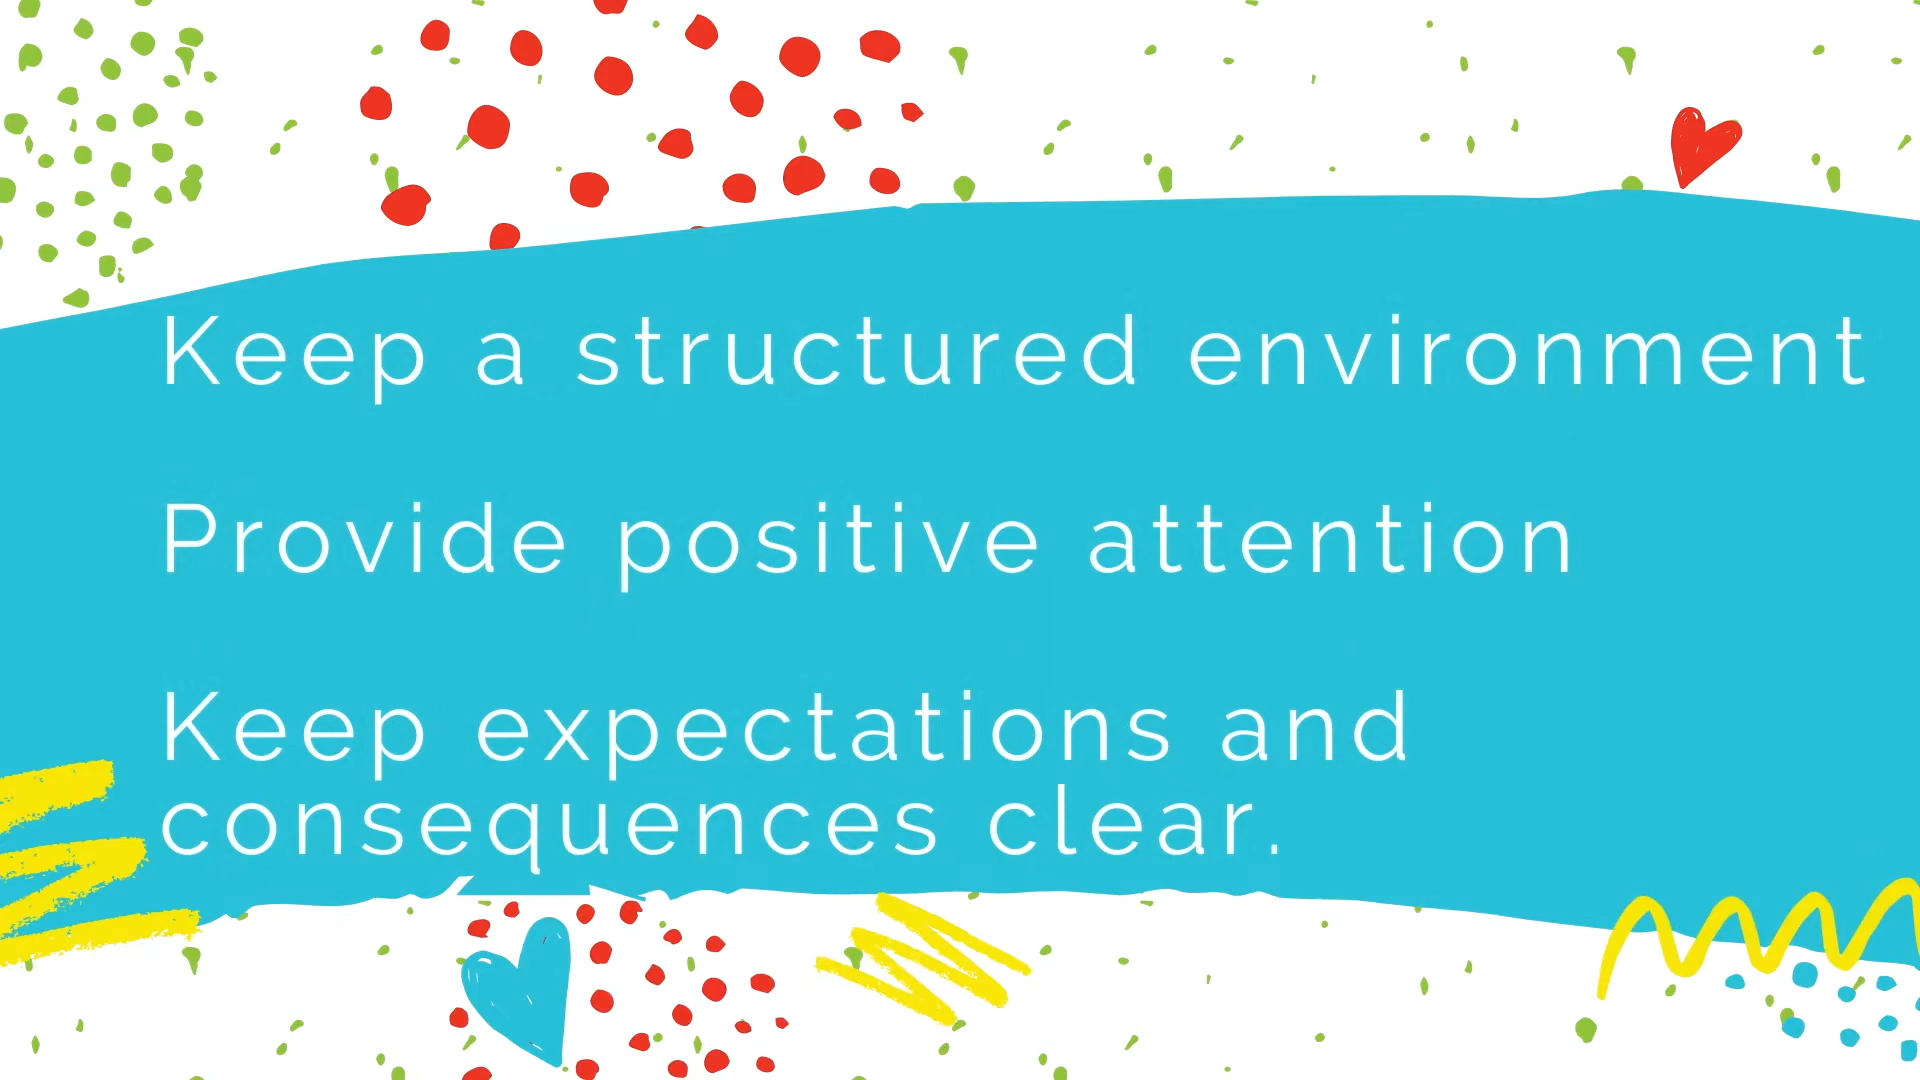 Keep a structured environment
Provide positive attention
Keep expectations and
consequences clear.